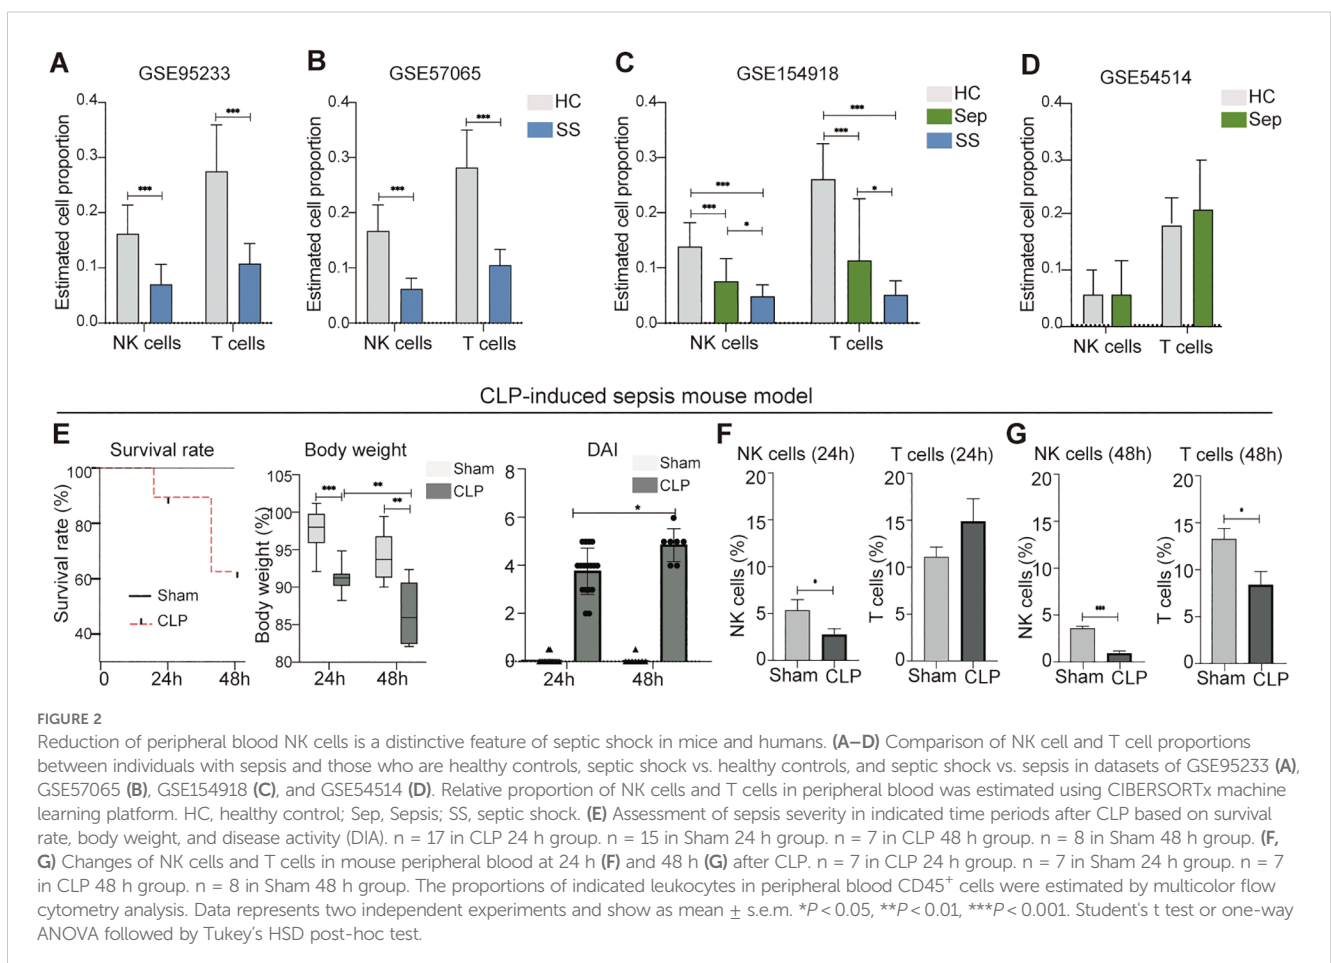 A
GSE95233
Estimated cell proportion
0.4
0.3
0.2
0.1
0.0
***
***
NK cells
T cells
B
GSE57065
HC
SS
Estimated cell proportion
0.4
0.3
0.2
0.1
0.0
***
***
NK cells
T cells
C
GSE154918
HC
Sep
SS
Estimated cell proportion
0.4
0.3
0.2
0.1
0.0
***
***
*
***
***
*
NK cells
T cells
D
GSE54514
HC
Sep
Estimated cell proportion
0.4
0.3
0.2
0.1
0.0
NK cells
T cells
CLP-induced sepsis mouse model
E
Survival rate
Survival rate (%)
100
80
60
40
Sham
CLP
0
24h
48h
Body weight
Sham
CLP
Body weight (%)
105
100
95
90
85
80
***
**
**
24h
48h
DAI
Sham
CLP
8
6
4
2
0
*
24h
48h
F
NK cells (24h)
NK cells (%)
20
15
10
5
0
*
Sham CLP
T cells (24h)
T cells (%)
20
15
10
5
0
Sham CLP
G
NK cells (48h)
NK cells (%)
20
15
10
5
0
***
Sham CLP
T cells (48h)
T cells (%)
20
15
10
5
0
*
Sham CLP
FIGURE 2
Reduction of peripheral blood NK cells is a distinctive feature of septic shock in mice and humans. (A–D) Comparison of NK cell and T cell proportions
between individuals with sepsis and those who are healthy controls, septic shock vs. healthy controls, and septic shock vs. sepsis in datasets of GSE95233 (A),
GSE57065 (B), GSE154918 (C), and GSE54514 (D). Relative proportion of NK cells and T cells in peripheral blood was estimated using CIBERSORTx machine
learning platform. HC, healthy control; Sep, Sepsis; SS, septic shock. (E) Assessment of sepsis severity in indicated time periods after CLP based on survival
rate, body weight, and disease activity (DIA). n = 17 in CLP 24 h group. n = 15 in Sham 24 h group. n = 7 in CLP 48 h group. n = 8 in Sham 48 h group. (F,
G) Changes of NK cells and T cells in mouse peripheral blood at 24 h (F) and 48 h (G) after CLP. n = 7 in CLP 24 h group. n = 7 in Sham 24 h group. n = 7
in CLP 48 h group. n = 8 in Sham 48 h group. The proportions of indicated leukocytes in peripheral blood CD45⁺ cells were estimated by multicolor flow
cytometry analysis. Data represents two independent experiments and show as mean ± s.e.m. *P < 0.05, **P < 0.01, ***P < 0.001. Student's t test or one-way
ANOVA followed by Tukey's HSD post-hoc test.